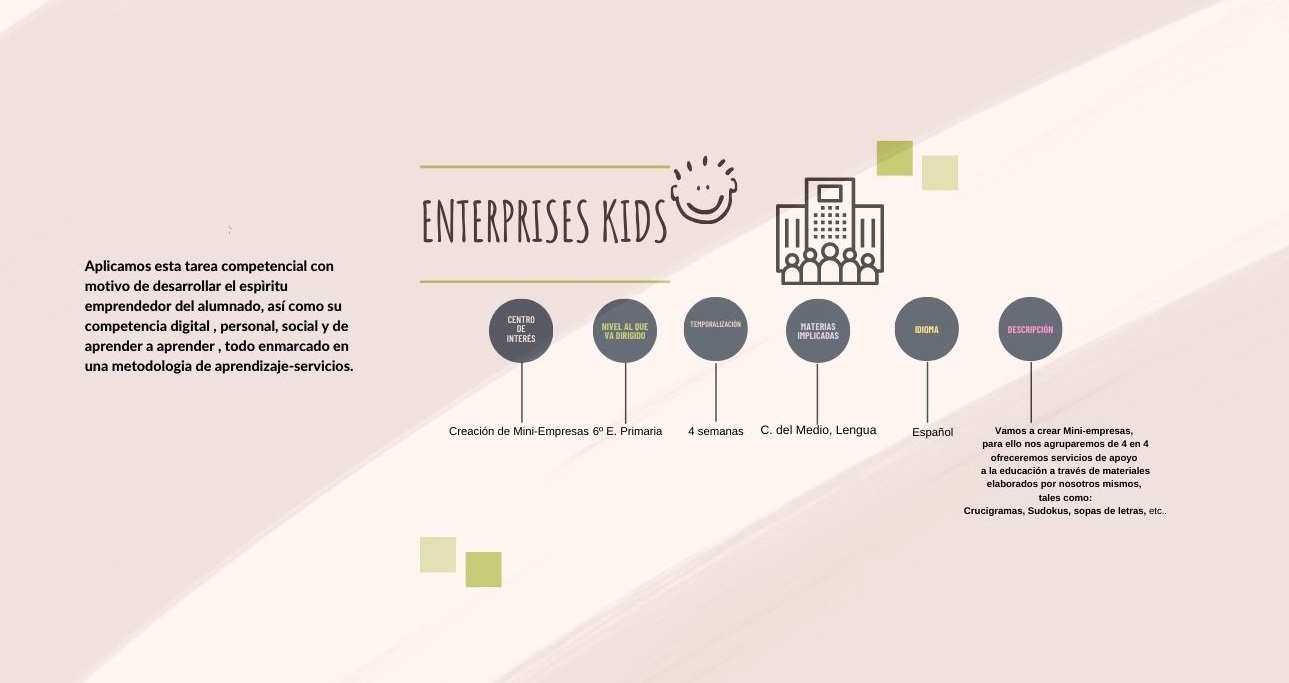 Aplicamos esta tarea competencial con
motivo de desarrollar el espìritu
emprendedor del alumnado, así como su
competencia digital , personal, social y de
aprender a aprender , todo enmarcado en
una metodologia de aprendizaje-servicios.
ENTERPRISES KIDS
CENTRO
DE
INTERÉS
NIVEL AL QUE
VA DIRIGIDO
TEMPORALIZACIÓN
MATERIAS
IMPLICADAS
IDIOMA
DESCRIPCIÓN
Creación de Mini-Empresas
6º E. Primaria
4 semanas
C. del Medio, Lengua
Español
Vamos a crear Mini-empresas,
para ello nos agruparemos de 4 en 4
ofreceremos servicios de apoyo
a la educación a través de materiales
elaborados por nosotros mismos,
tales como:
Crucigramas, Sudokus, sopas de letras, etc..